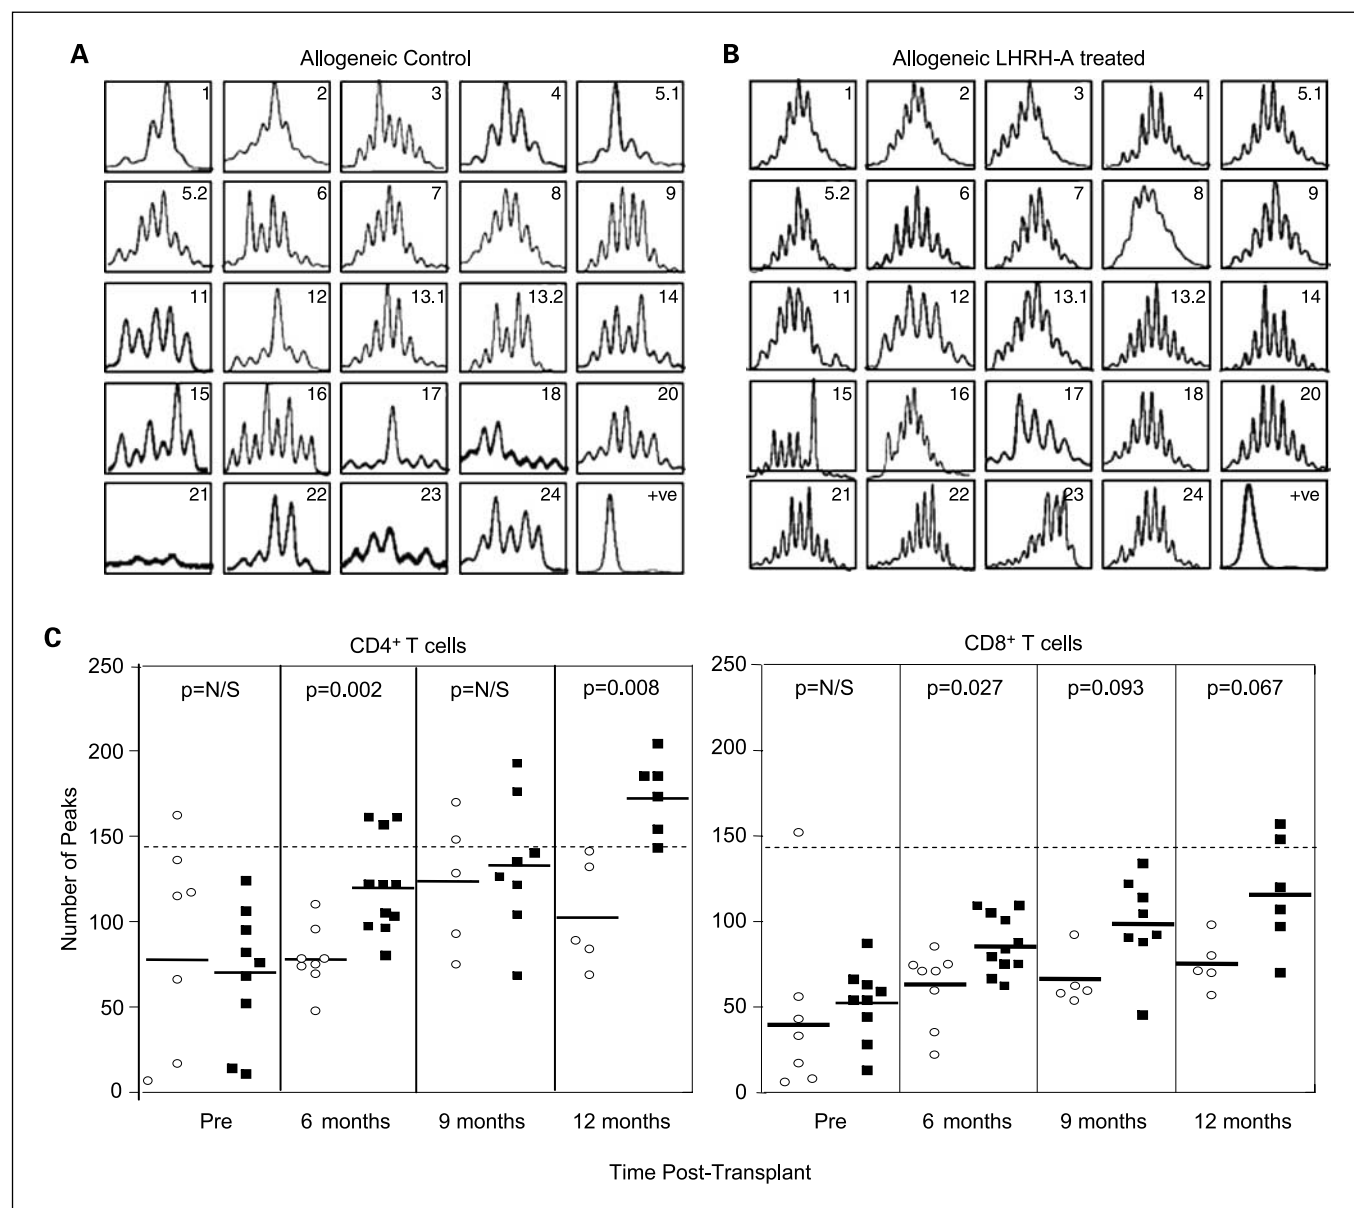 A
Allogeneic Control
1 2 3 4 5.1
5.2 6 7 8 9
11 12 13.1 13.2 14
15 16 17 18 20
21 22 23 24 +ve
B
Allogeneic LHRH-A treated
1 2 3 4 5.1
5.2 6 7 8 9
11 12 13.1 13.2 14
15 16 17 18 20
21 22 23 24 +ve
C
CD4⁺ T cells
Number of Peaks
250
200
150
100
50
0
p=N/S p=0.002 p=N/S p=0.008
Pre 6 months 9 months 12 months
CD8⁺ T cells
250
200
150
100
50
0
p=N/S p=0.027 p=0.093 p=0.067
Pre 6 months 9 months 12 months
Time Post-Transplant